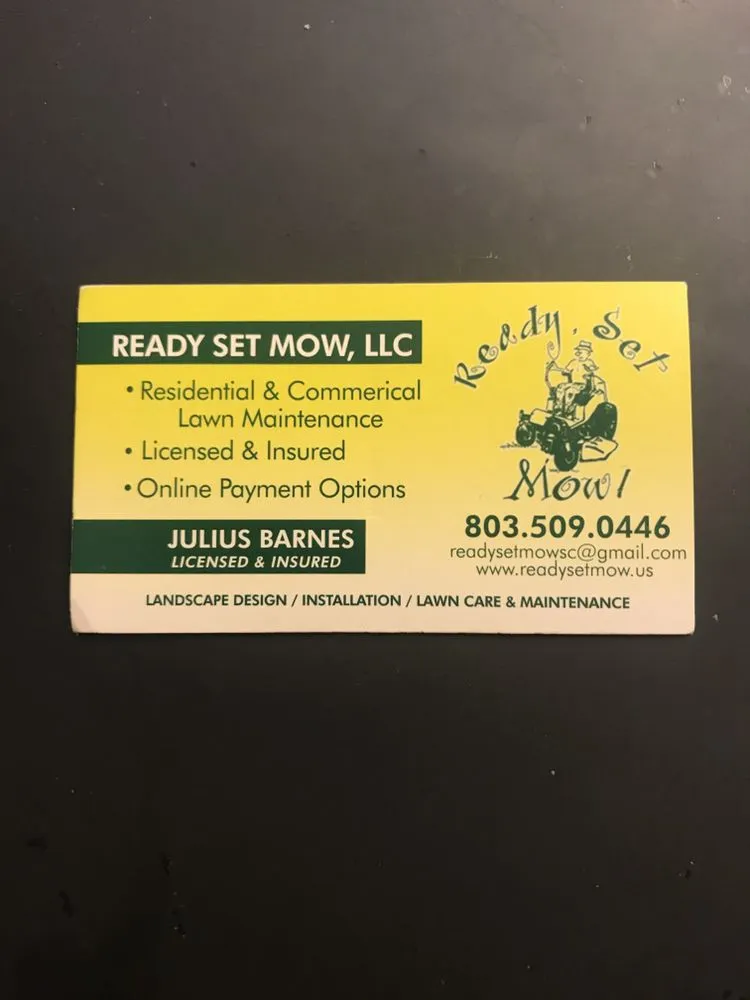 READY SET MOW, LLC
• Residential & Commerical
Lawn Maintenance
• Licensed & Insured
• Online Payment Options
JULIUS BARNES
LICENSED & INSURED
Ready, Set
Mow!
803.509.0446
readysetmowsc@gmail.com
www.readysetmow.us
LANDSCAPE DESIGN / INSTALLATION / LAWN CARE & MAINTENANCE